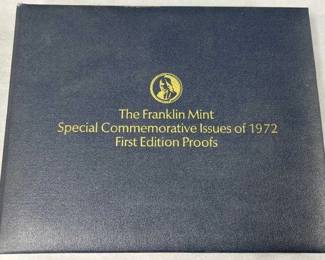 The Franklin Mint
Special Commemorative Issues of 1972
First Edition Proofs